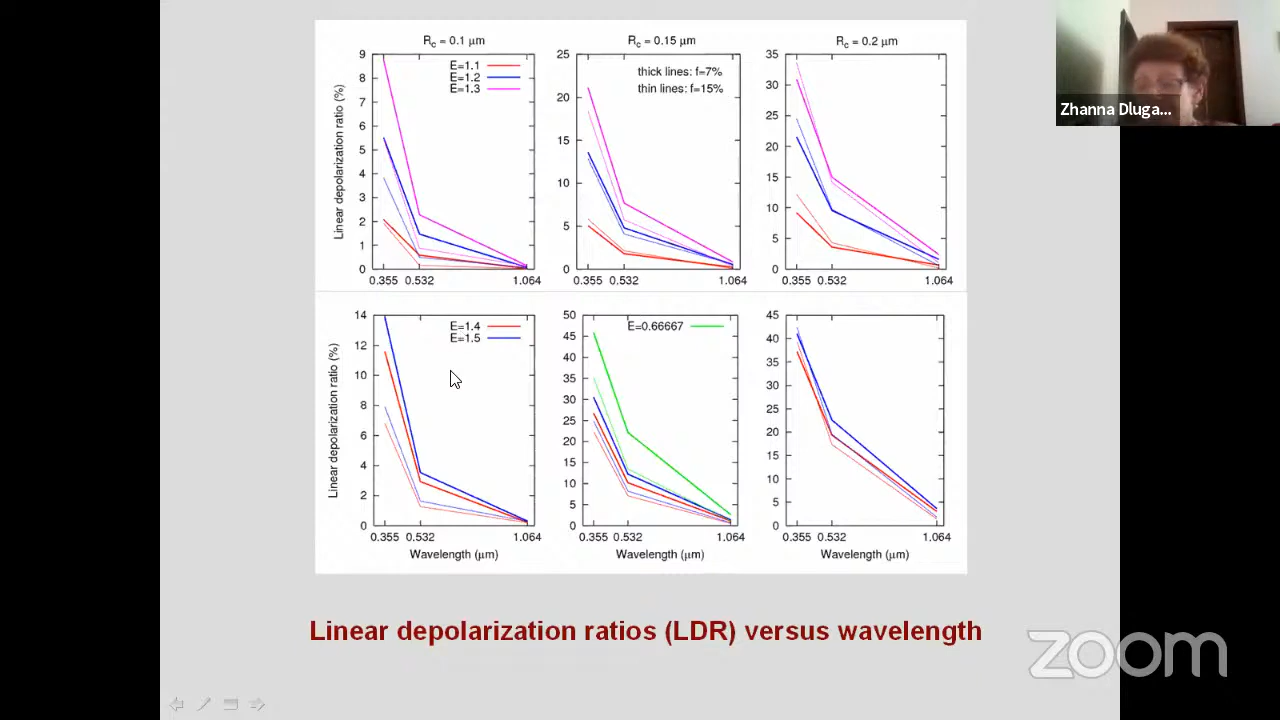 R_c = 0.1 μm
R_c = 0.15 μm
R_c = 0.2 μm
Linear depolarization ratio (%)
9
8
7
6
5
4
3
2
1
0
E=1.1
E=1.2
E=1.3
0.355 0.532 1.064
25
20
15
10
5
0
thick lines: f=7%
thin lines: f=15%
0.355 0.532 1.064
35
30
25
20
15
10
5
0
0.355 0.532 1.064
Linear depolarization ratio (%)
14
12
10
8
6
4
2
0
E=1.4
E=1.5
0.355 0.532 1.064
Wavelength (μm)
50
45
40
35
30
25
20
15
10
5
0
E=0.66667
0.355 0.532 1.064
Wavelength (μm)
45
40
35
30
25
20
15
10
5
0
0.355 0.532 1.064
Wavelength (μm)
Linear depolarization ratios (LDR) versus wavelength
Zhanna Dluga...
zoom